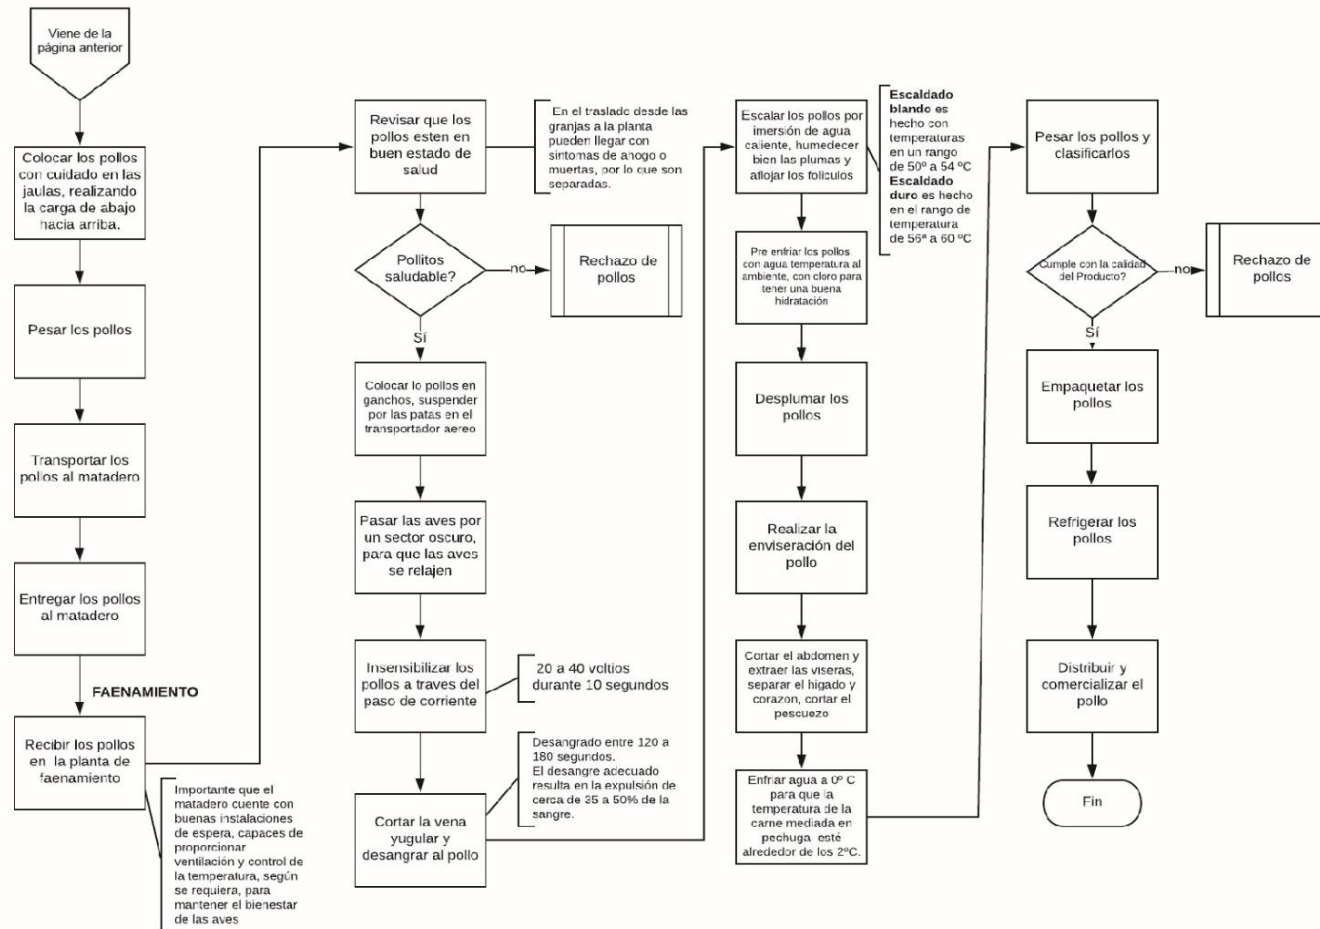 Viene de la
página anterior
Colocar los pollos
con cuidado en las
jaulas, realizando
la carga de abajo
hacia arriba.
Pesar los pollos
Transportar los
pollos al matadero
Entregar los pollos
al matadero
FAENAMIENTO
Recibir los pollos
en la planta de
faenamiento
Importante que el
matadero cuente con
buenas instalaciones
de espera, capaces de
proporcionar
ventilación y control de
la temperatura, según
se requiera, para
mantener el bienestar
de las aves
Revisar que los
pollos esten en
buen estado de
salud
En el traslado desde las
granjas a la planta
pueden llegar con
sintomas de ahogo o
muertas, por lo que son
separadas.
Pollitos
saludable?
no
Rechazo de
pollos
Sí
Colocar lo pollos en
ganchos, suspender
por las patas en el
transportador aereo
Pasar las aves por
un sector oscuro,
para que las aves
se relajen
Insensibilizar los
pollos a traves del
paso de corriente
20 a 40 voltios
durante 10 segundos
Desangrado entre 120 a
180 segundos.
El desangre adecuado
resulta en la expulsión de
cerca de 35 a 50% de la
sangre.
Cortar la vena
yugular y
desangrar al pollo
Escalar los pollos por
imersión de agua
caliente, humedecer
bien las plumas y
aflojar los foliculos
Escaldado
blando es
hecho con
temperaturas
en un rango
de 50º a 54 ºC
Escaldado
duro es hecho
en el rango de
temperatura
de 56ª a 60 ºC
Pre enfriar los pollos
con agua temperatura al
ambiente, con cloro para
tener una buena
hidratación
Desplumar los
pollos
Realizar la
enviseración del
pollo
Cortar el abdomen y
extraer las viseras,
separar el higado y
corazon, cortar el
pescuezo
Enfriar agua a 0º C
para que la
temperatura de la
carne mediada en
pechuga esté
alrededor de los 2ºC.
Pesar los pollos y
clasificarlos
Cumple con la calidad
del Producto?
no
Rechazo de
pollos
Sí
Empaquetar los
pollos
Refrigerar los
pollos
Distribuir y
comercializar el
pollo
Fin